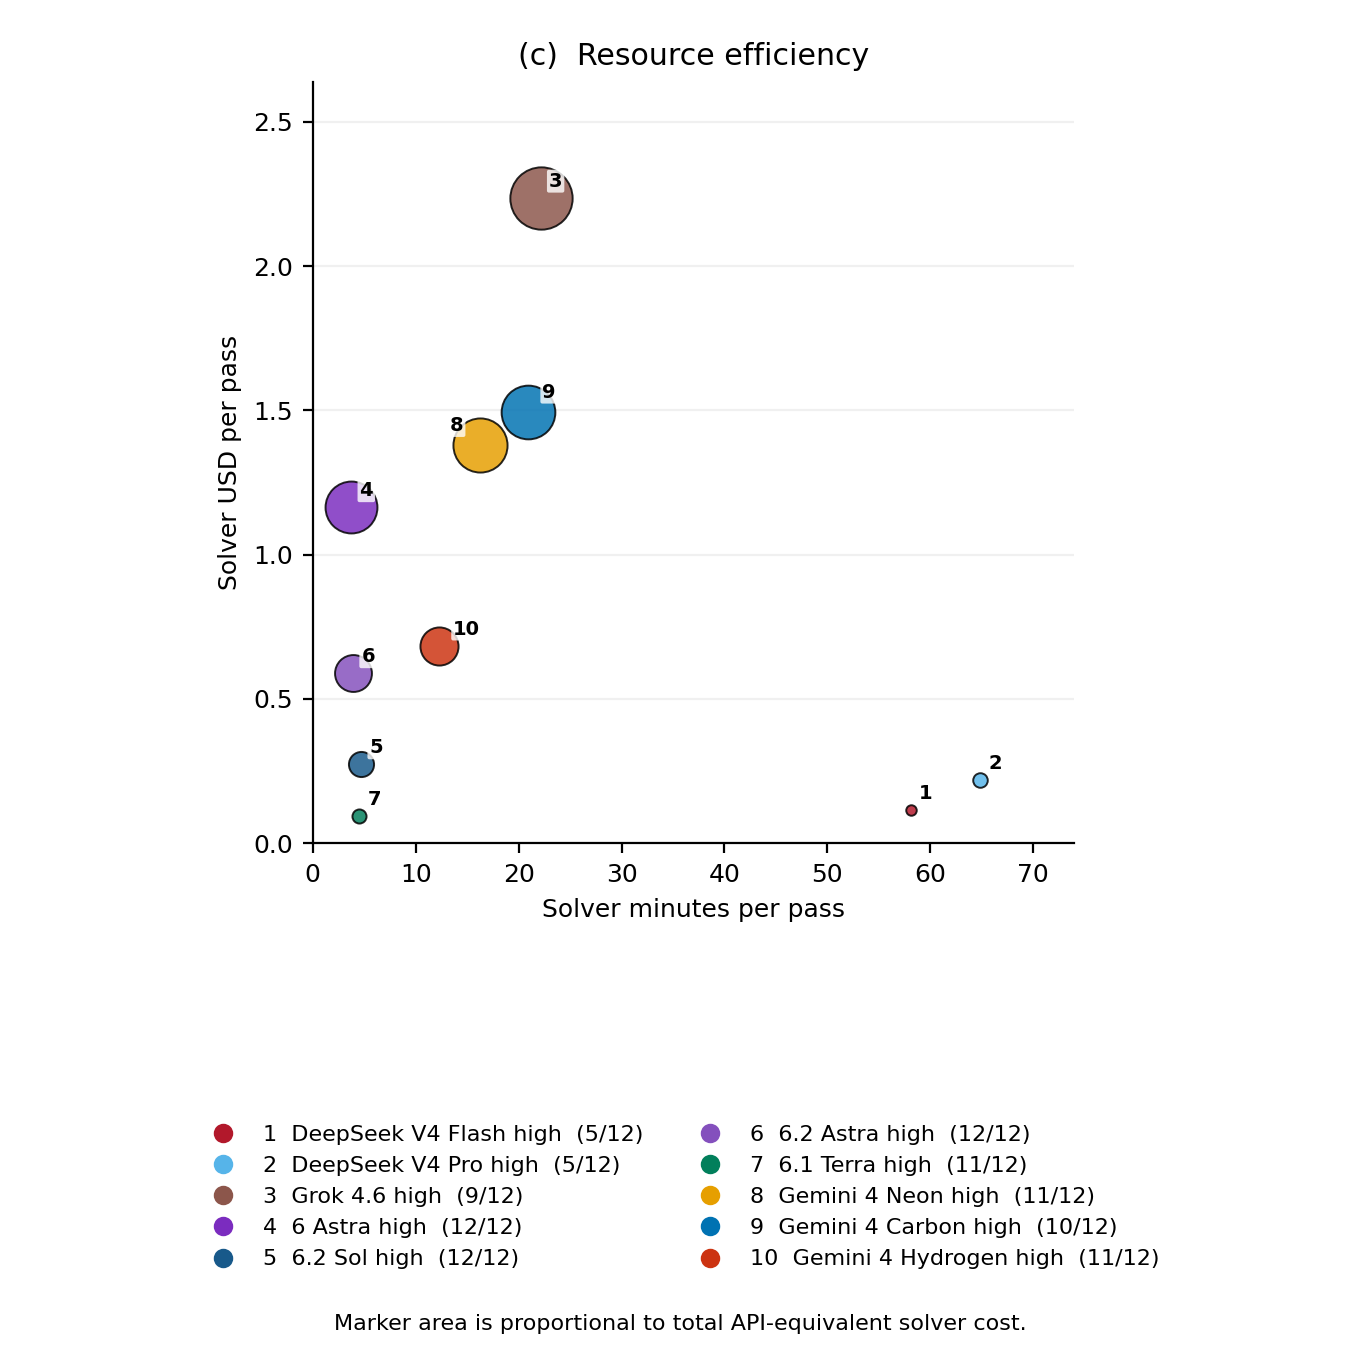 (c)  Resource efficiency
2.5
2.0
1.5
1.0
0.5
0.0
Solver USD per pass
3
9
8
4
10
6
5
7
2
1
0 10 20 30 40 50 60 70
Solver minutes per pass
1  DeepSeek V4 Flash high  (5/12)
2  DeepSeek V4 Pro high  (5/12)
3  Grok 4.6 high  (9/12)
4  6 Astra high  (12/12)
5  6.2 Sol high  (12/12)
6  6.2 Astra high  (12/12)
7  6.1 Terra high  (11/12)
8  Gemini 4 Neon high  (11/12)
9  Gemini 4 Carbon high  (10/12)
10  Gemini 4 Hydrogen high  (11/12)
Marker area is proportional to total API-equivalent solver cost.